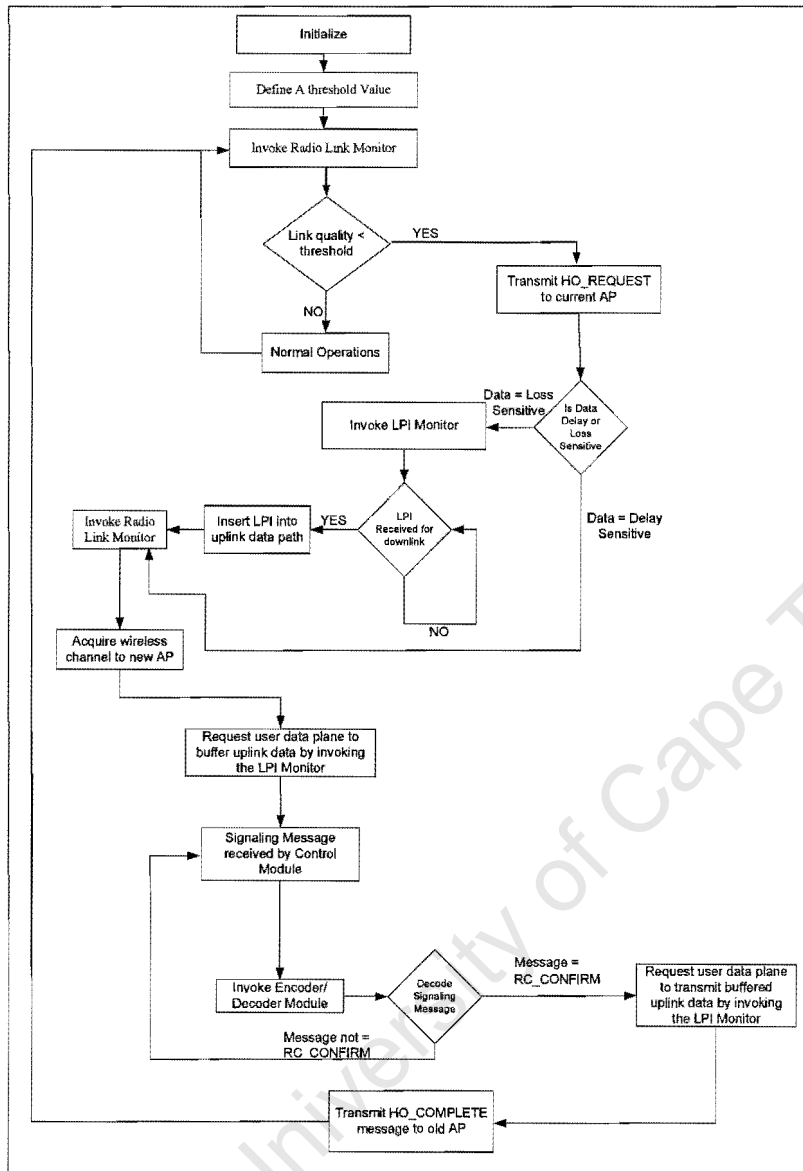 Initialize
Define A threshold Value
Invoke Radio Link Monitor
Link quality <
threshold
YES
NO
Transmit HO_REQUEST
to current AP
Normal Operations
Data = Loss
Sensitive
Is Data
Delay or
Loss
Sensitive
Invoke LPI Monitor
LPI
Received for
downlink
YES
NO
Insert LPI into
uplink data path
Invoke Radio
Link Monitor
Data = Delay
Sensitive
Acquire wireless
channel to new AP
Request user data plane to
buffer uplink data by invoking
the LPI Monitor
Signaling Message
received by Control
Module
Invoke Encoder/
Decoder Module
Decode
Signaling
Message
Message =
RC_CONFIRM
Message not =
RC_CONFIRM
Request user data plane
to transmit buffered
uplink data by invoking
the LPI Monitor
Transmit HO_COMPLETE
message to old AP
University of Cape T